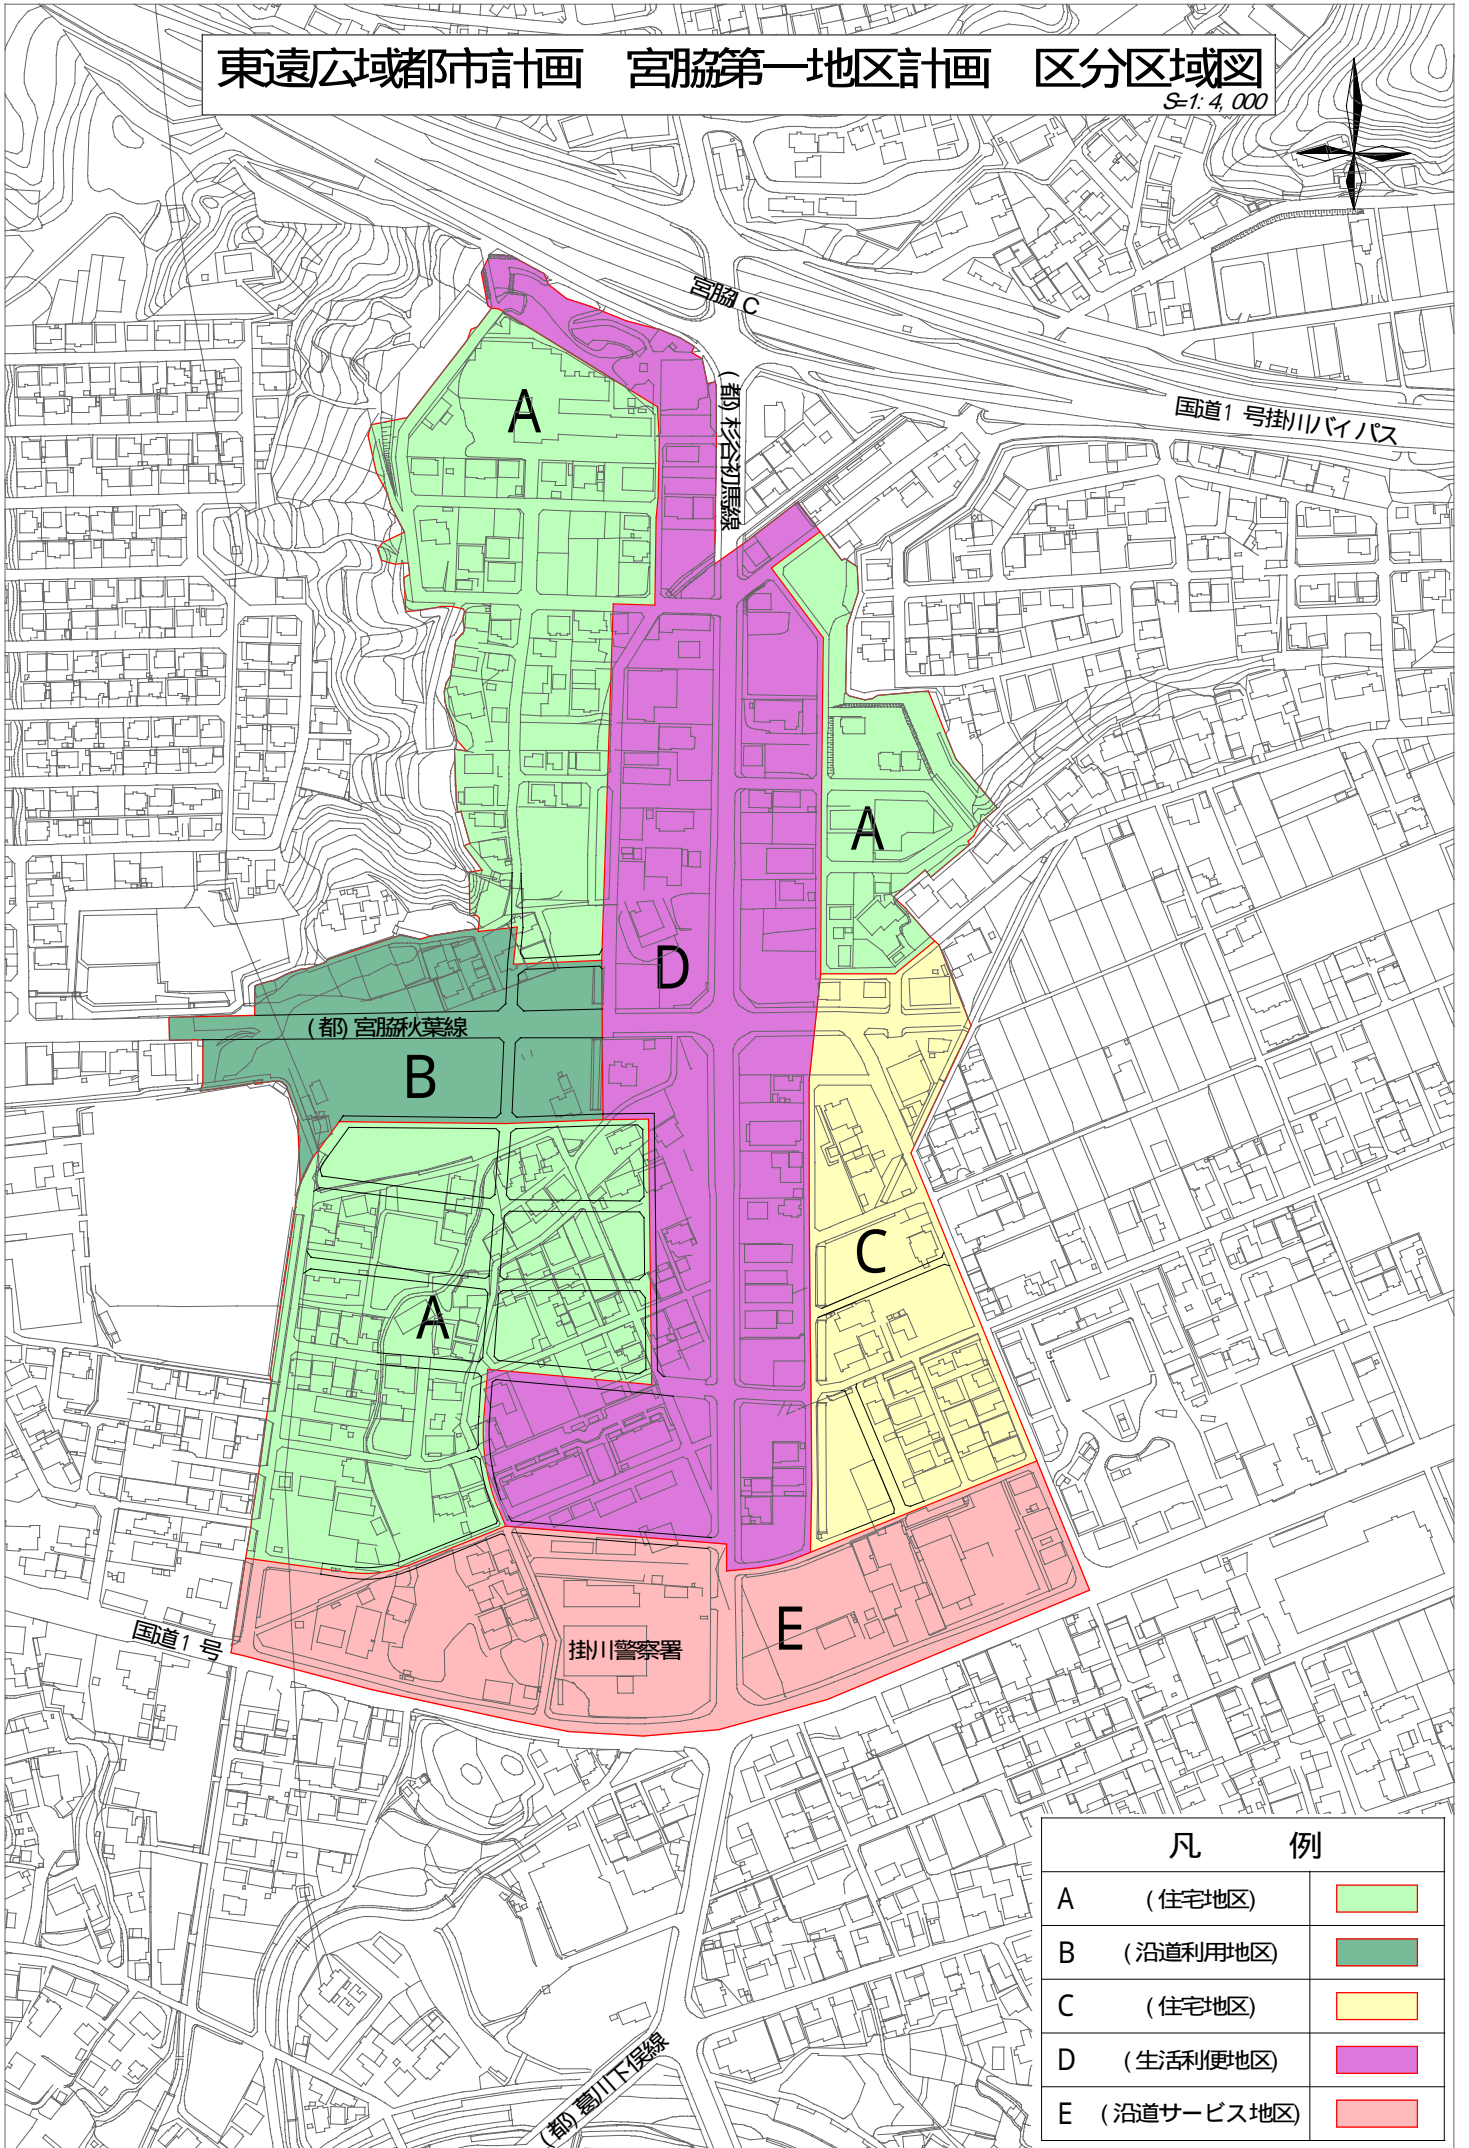 東遠広域都市計画　宮脇第一地区計画　区分区域図
S=1:4,000
宮脇IC
(都)杉谷初馬線
国道1号掛川バイパス
A
A
D
(都)宮脇秋葉線
B
C
A
E
掛川警察署
国道1号
(都)葛川下俣線
凡　例
A (住宅地区)
B (沿道利用地区)
C (住宅地区)
D (生活利便地区)
E (沿道サービス地区)